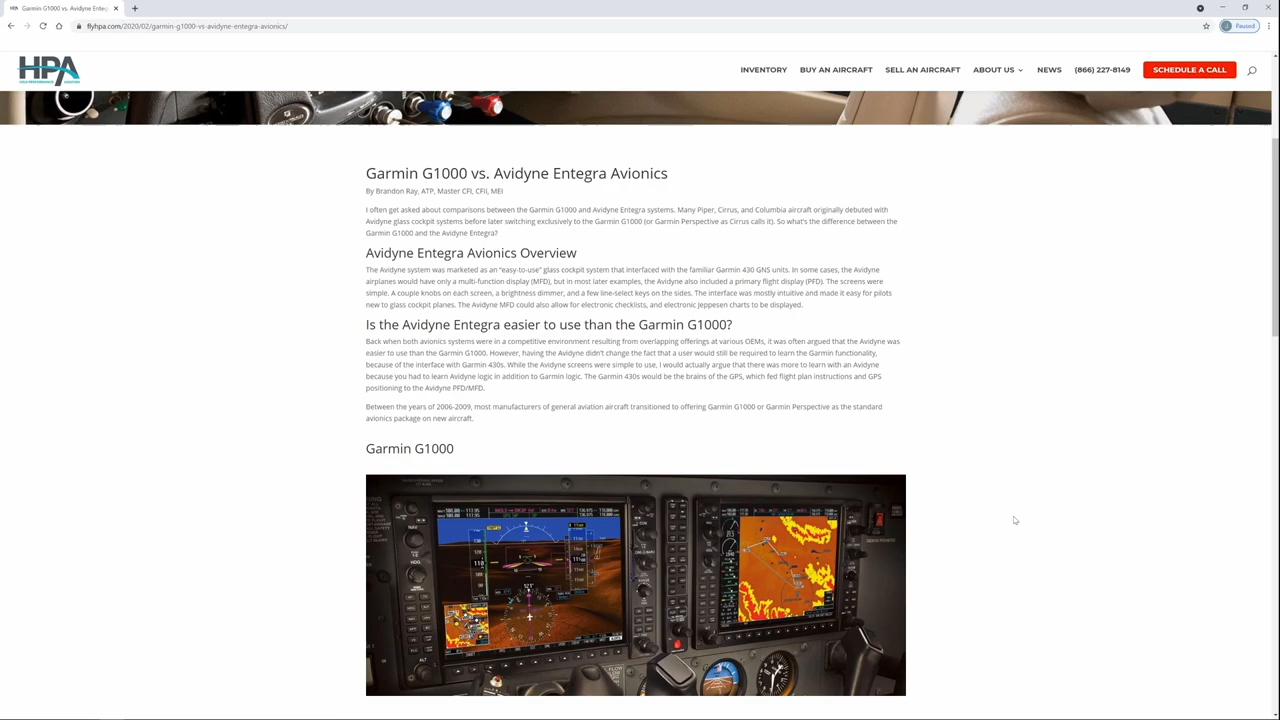 Garmin G1000 vs. Avidyne Enteg
flyhpa.com/2020/02/garmin-g1000-vs-avidyne-entegra-avionics/
Paused
HPA
HIGH PERFORMANCE AVIATION
INVENTORY
BUY AN AIRCRAFT
SELL AN AIRCRAFT
ABOUT US
NEWS
(866) 227-8149
SCHEDULE A CALL
Garmin G1000 vs. Avidyne Entegra Avionics
By Brandon Ray, ATP, Master CFI, CFII, MEI
I often get asked about comparisons between the Garmin G1000 and Avidyne Entegra systems. Many Piper, Cirrus, and Columbia aircraft originally debuted with
Avidyne glass cockpit systems before later switching exclusively to the Garmin G1000 (or Garmin Perspective as Cirrus calls it). So what's the difference between the
Garmin G1000 and the Avidyne Entegra?
Avidyne Entegra Avionics Overview
The Avidyne system was marketed as an "easy-to-use" glass cockpit system that interfaced with the familiar Garmin 430 GNS units. In some cases, the Avidyne
airplanes would have only a multi-function display (MFD), but in most later examples, the Avidyne also included a primary flight display (PFD). The screens were
simple. A couple knobs on each screen, a brightness dimmer, and a few line-select keys on the sides. The interface was mostly intuitive and made it easy for pilots
new to glass cockpit planes. The Avidyne MFD could also allow for electronic checklists, and electronic Jeppesen charts to be displayed.
Is the Avidyne Entegra easier to use than the Garmin G1000?
Back when both avionics systems were in a competitive environment resulting from overlapping offerings at various OEMs, it was often argued that the Avidyne was
easier to use than the Garmin G1000. However, having the Avidyne didn't change the fact that a user would still be required to learn the Garmin functionality,
because of the interface with Garmin 430s. While the Avidyne screens were simple to use, I would actually argue that there was more to learn with an Avidyne
because you had to learn Avidyne logic in addition to Garmin logic. The Garmin 430s would be the brains of the GPS, which fed flight plan instructions and GPS
positioning to the Avidyne PFD/MFD.
Between the years of 2006-2009, most manufacturers of general aviation aircraft transitioned to offering Garmin G1000 or Garmin Perspective as the standard
avionics package on new aircraft.
Garmin G1000